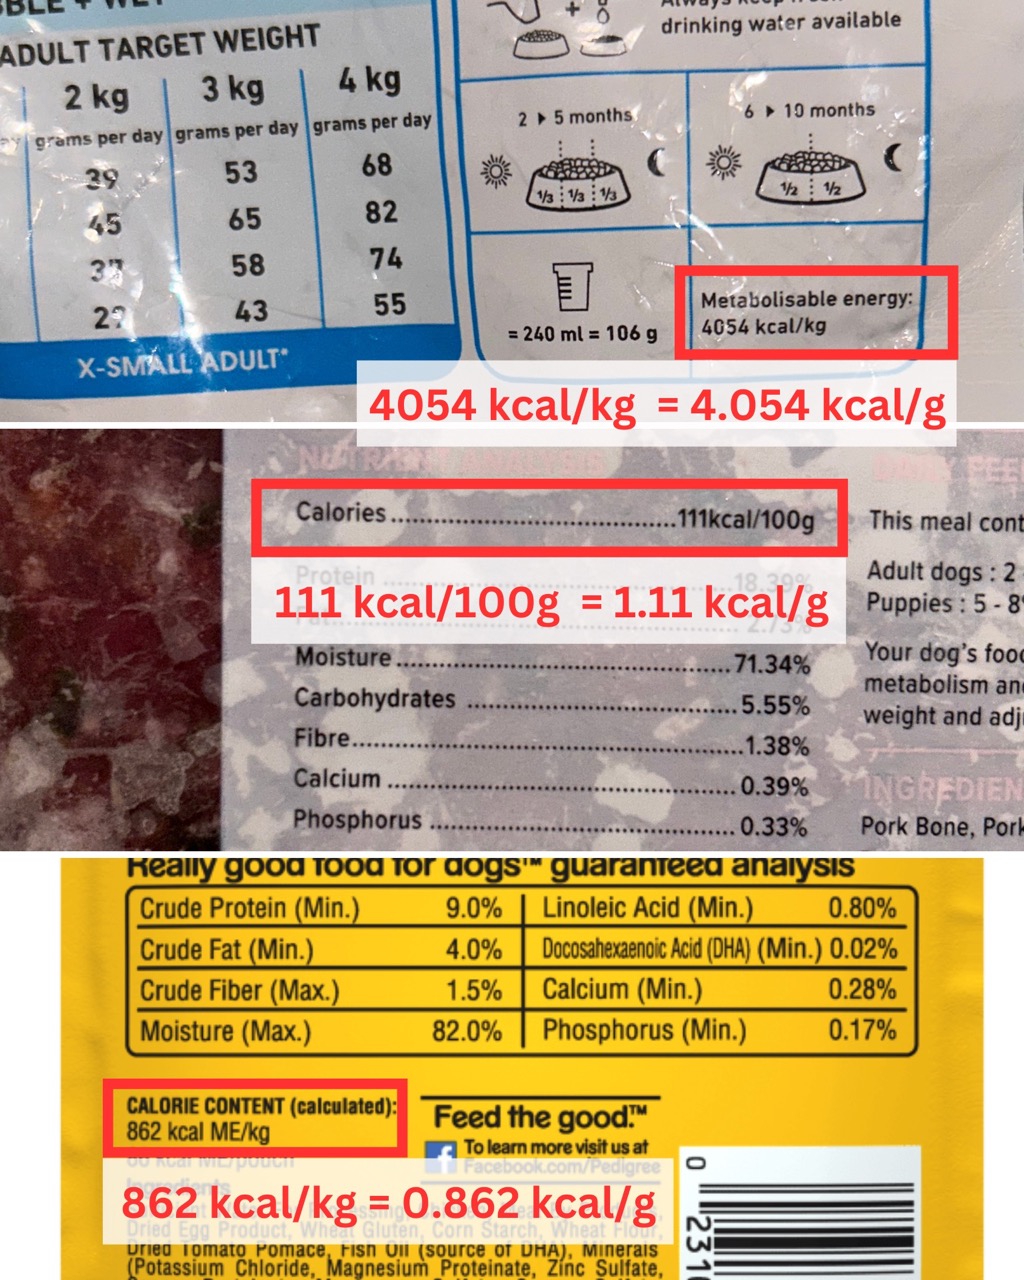 ADULT TARGET WEIGHT
2 kg 3 kg 4 kg
grams per day grams per day grams per day
39 53 68
45 65 82
37 58 74
43 55
X-SMALL ADULT*
+
drinking water available
2 ▸ 5 months
1/3 1/3 1/3
6 ▸ 10 months
1/2 1/2
= 240 ml = 106 g
Metabolisable energy:
4054 kcal/kg
4054 kcal/kg = 4.054 kcal/g
NUTRIENT ANALYSIS
Calories ........ 111kcal/100g
111 kcal/100g = 1.11 kcal/g
Protein ........ 18.39%
Fat ........ 2.73%
Moisture ........ 71.34%
Carbohydrates ........ 5.55%
Fibre ........ 1.38%
Calcium ........ 0.39%
Phosphorus ........ 0.33%
This meal
Adult dogs : 2
Puppies : 5 - 8
Your dog's
metabolism
weight and
Pork Bone,
Really good food for dogs™ guaranteed analysis
Crude Protein (Min.) 9.0% Linoleic Acid (Min.) 0.80%
Crude Fat (Min.) 4.0% Docosahexaenoic Acid (DHA) (Min.) 0.02%
Crude Fiber (Max.) 1.5% Calcium (Min.) 0.28%
Moisture (Max.) 82.0% Phosphorus (Min.) 0.17%
CALORIE CONTENT (calculated):
862 kcal ME/kg
kcal ME/pouch
862 kcal/kg = 0.862 kcal/g
Ingredients
Dried Egg Product, Wheat Gluten, Corn Starch, Wheat Flour,
Dried Tomato Pomace, Fish Oil (source of DHA), Minerals
(Potassium Chloride, Magnesium Proteinate, Zinc Sulfate,
Feed the good.™
f To learn more visit us at
Facebook.com/Pedigree
0
2310